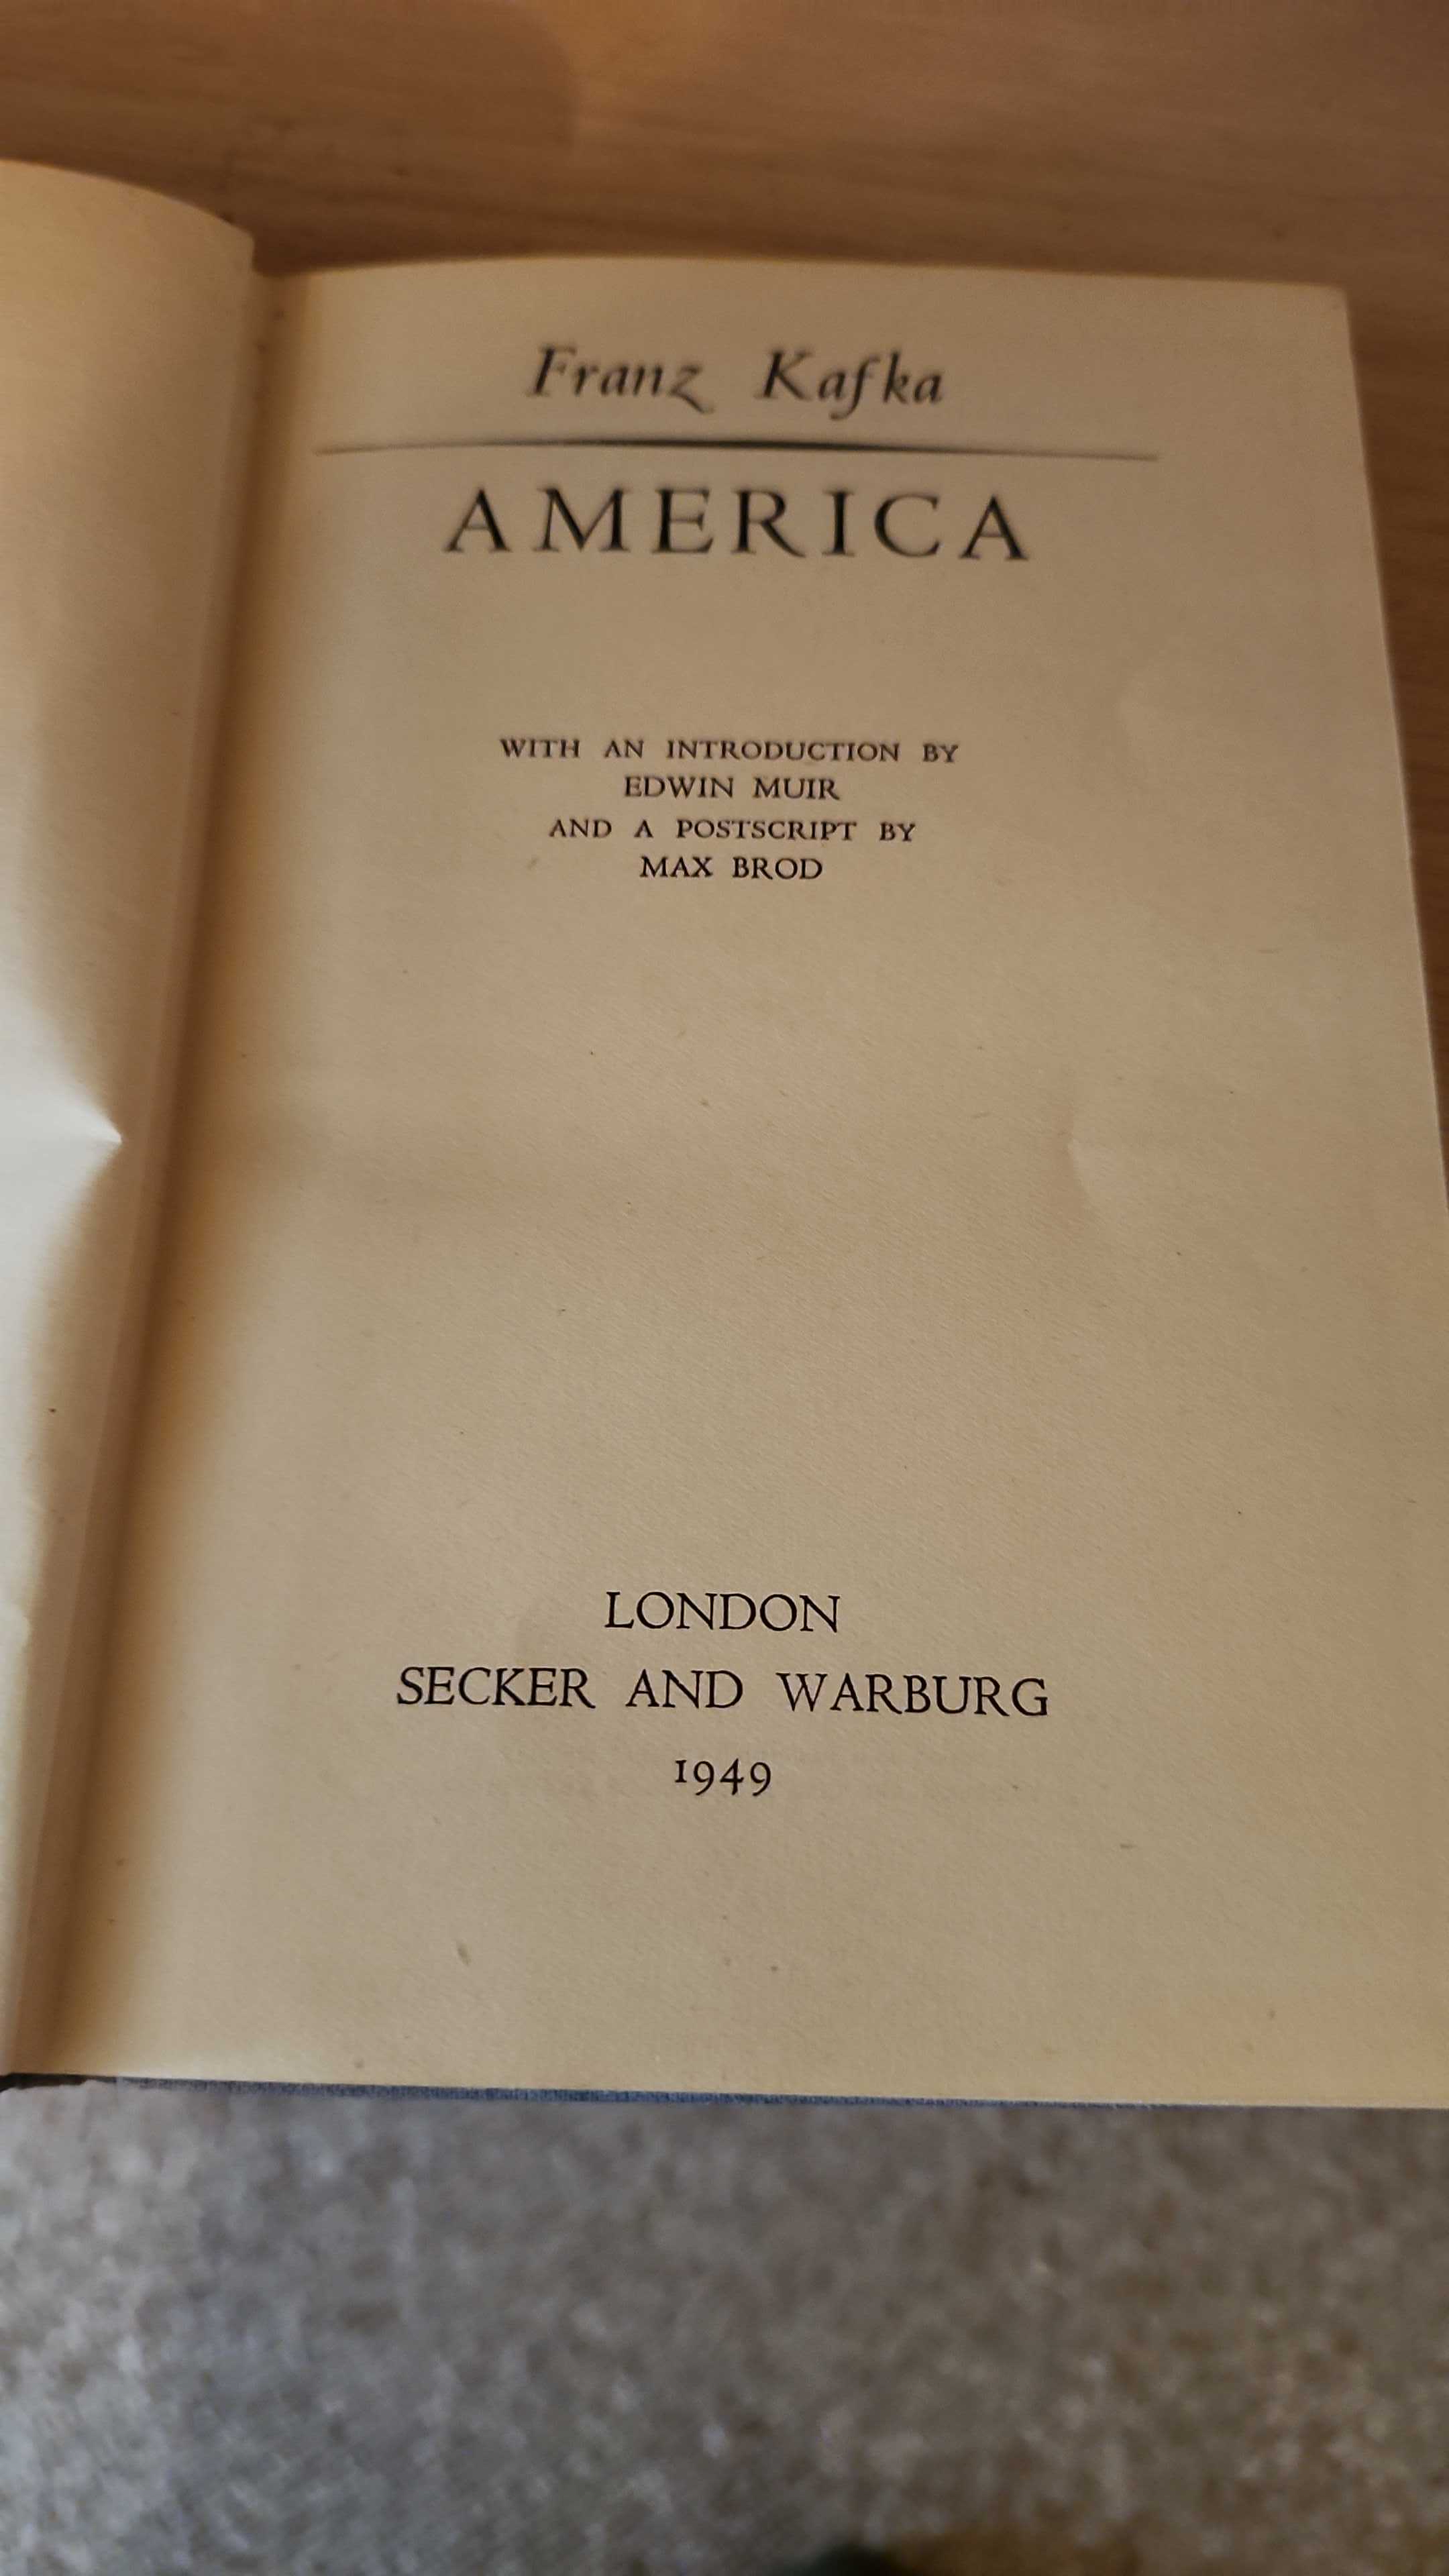 Franz Kafka
AMERICA
WITH AN INTRODUCTION BY
EDWIN MUIR
AND A POSTSCRIPT BY
MAX BROD
LONDON
SECKER AND WARBURG
1949